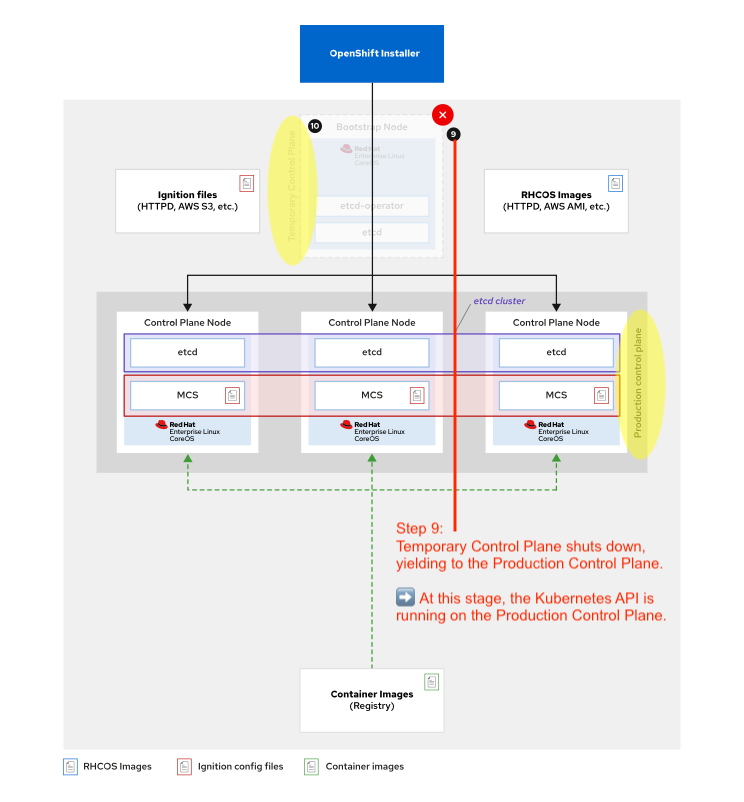 OpenShift Installer
10
Bootstrap Node
9
Temporary Control Plane
Red Hat
Enterprise Linux
CoreOS
etcd-operator
etcd
Ignition files
(HTTPD, AWS S3, etc.)
RHCOS Images
(HTTPD, AWS AMI, etc.)
etcd cluster
Control Plane Node
Control Plane Node
Control Plane Node
etcd
etcd
etcd
MCS
MCS
MCS
Red Hat
Enterprise Linux
CoreOS
Red Hat
Enterprise Linux
CoreOS
Red Hat
Enterprise Linux
CoreOS
Production control plane
Step 9:
Temporary Control Plane shuts down,
yielding to the Production Control Plane.
➡ At this stage, the Kubernetes API is
running on the Production Control Plane.
Container Images
(Registry)
RHCOS Images
Ignition config files
Container images